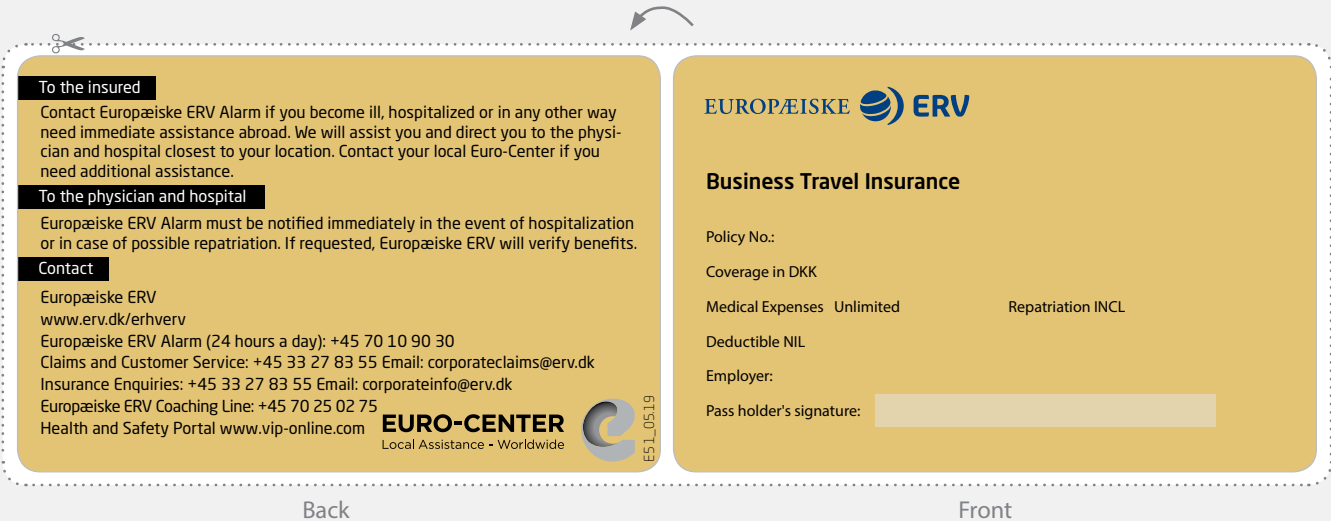 To the insured
Contact Europæiske ERV Alarm if you become ill, hospitalized or in any other way
need immediate assistance abroad. We will assist you and direct you to the physi-
cian and hospital closest to your location. Contact your local Euro-Center if you
need additional assistance.
To the physician and hospital
Europæiske ERV Alarm must be notified immediately in the event of hospitalization
or in case of possible repatriation. If requested, Europæiske ERV will verify benefits.
Contact
Europæiske ERV
www.erv.dk/erhverv
Europæiske ERV Alarm (24 hours a day): +45 70 10 90 30
Claims and Customer Service: +45 33 27 83 55 Email: corporateclaims@erv.dk
Insurance Enquiries: +45 33 27 83 55 Email: corporateinfo@erv.dk
Europæiske ERV Coaching Line: +45 70 25 02 75
Health and Safety Portal www.vip-online.com
EURO-CENTER
Local Assistance - Worldwide
E51_0519
Back
EUROPÆISKE ERV
Business Travel Insurance
Policy No.:
Coverage in DKK
Medical Expenses Unlimited Repatriation INCL
Deductible NIL
Employer:
Pass holder's signature:
Front